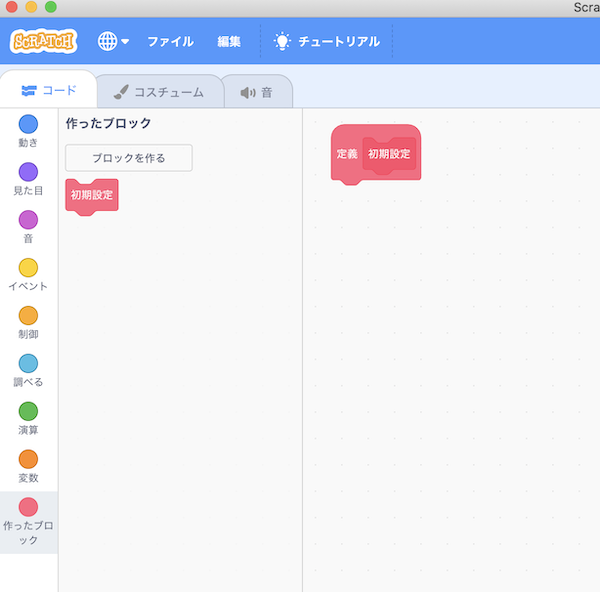 Scra
SCRATCH
ファイル 編集 チュートリアル
コード コスチューム 音
動き
見た目
音
イベント
制御
調べる
演算
変数
作ったブロ
ック
作ったブロック
ブロックを作る
初期設定
定義 初期設定